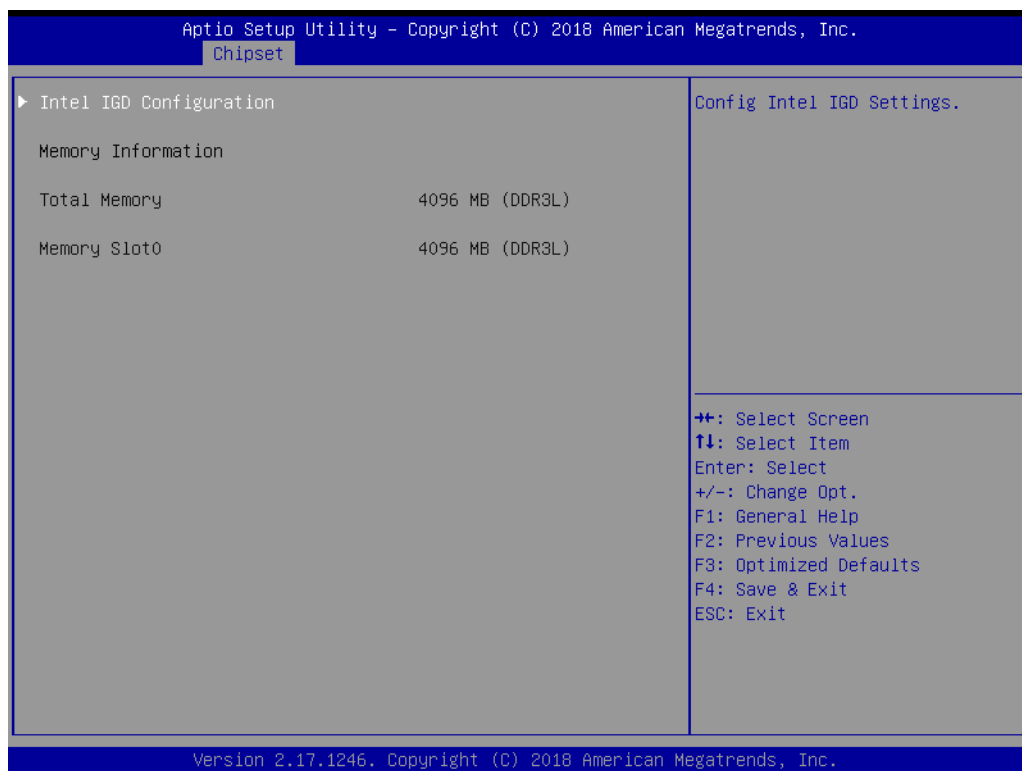 Aptio Setup Utility – Copyright (C) 2018 American Megatrends, Inc.
Chipset
Intel IGD Configuration
Memory Information
Total Memory 4096 MB (DDR3L)
Memory Slot0 4096 MB (DDR3L)
Config Intel IGD Settings.
→←: Select Screen
↑↓: Select Item
Enter: Select
+/-: Change Opt.
F1: General Help
F2: Previous Values
F3: Optimized Defaults
F4: Save & Exit
ESC: Exit
Version 2.17.1246. Copyright (C) 2018 American Megatrends, Inc.